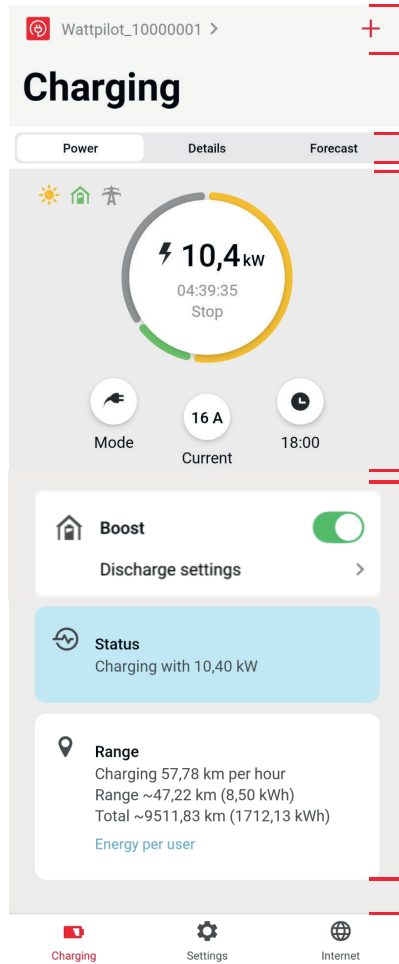 Wattpilot_10000001 >
Charging
Power Details Forecast
10,4 kW
04:39:35
Stop
Mode
16 A
Current
18:00
Boost
Discharge settings
Status
Charging with 10,40 kW
Range
Charging 57,78 km per hour
Range ~47,22 km (8,50 kWh)
Total ~9511,83 km (1712,13 kWh)
Energy per user
Charging Settings Internet